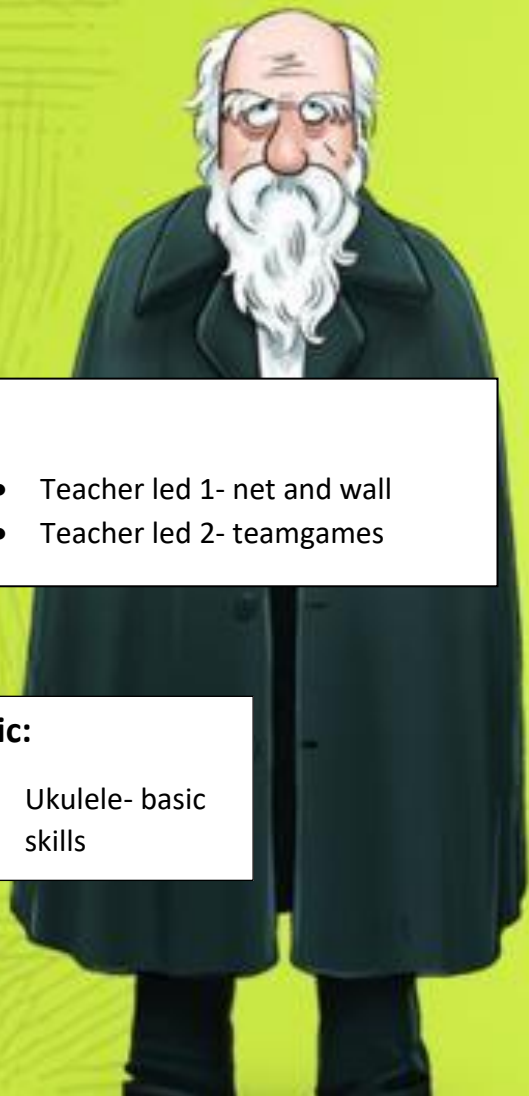 • Teacher led 1- net and wall
• Teacher led 2- teamgames
ic:
Ukulele- basic
skills